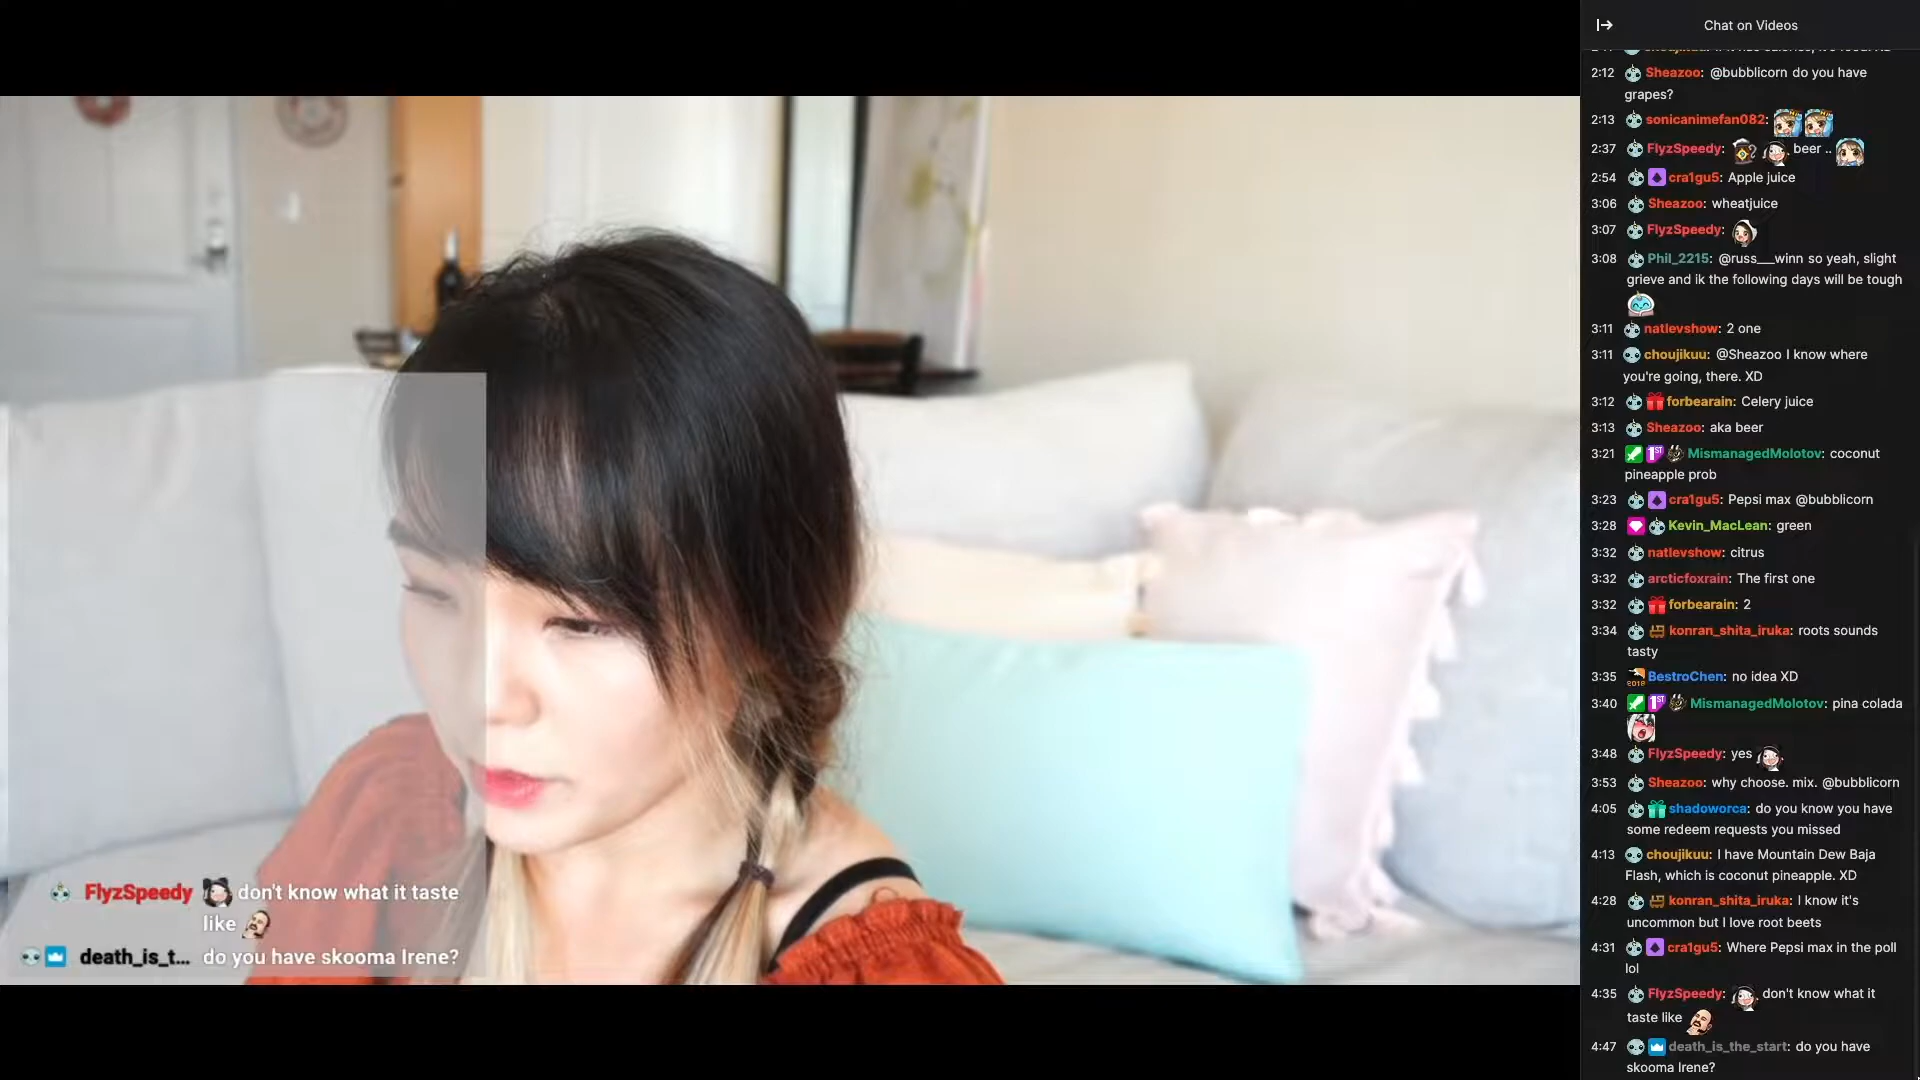 FlyzSpeedy don't know what it taste
like
death_is_t... do you have skooma Irene?
Chat on Videos
2:12 Sheazoo: @bubblicorn do you have
grapes?
2:13 sonicanimefan082:
2:37 FlyzSpeedy: beer ..
2:54 cra1gu5: Apple juice
3:06 Sheazoo: wheatjuice
3:07 FlyzSpeedy:
3:08 Phil_2215: @russ___winn so yeah, slight
grieve and ik the following days will be tough
3:11 natlevshow: 2 one
3:11 choujikuu: @Sheazoo I know where
you're going, there. XD
3:12 forbearain: Celery juice
3:13 Sheazoo: aka beer
3:21 1ST MismanagedMolotov: coconut
pineapple prob
3:23 cra1gu5: Pepsi max @bubblicorn
3:28 Kevin_MacLean: green
3:32 natlevshow: citrus
3:32 arcticfoxrain: The first one
3:32 forbearain: 2
3:34 konran_shita_iruka: roots sounds
tasty
3:35 BestroChen: no idea XD
3:40 1ST MismanagedMolotov: pina colada
3:48 FlyzSpeedy: yes
3:53 Sheazoo: why choose. mix. @bubblicorn
4:05 shadoworca: do you know you have
some redeem requests you missed
4:13 choujikuu: I have Mountain Dew Baja
Flash, which is coconut pineapple. XD
4:28 konran_shita_iruka: I know it's
uncommon but I love root beets
4:31 cra1gu5: Where Pepsi max in the poll
lol
4:35 FlyzSpeedy: don't know what it
taste like
4:47 death_is_the_start: do you have
skooma Irene?